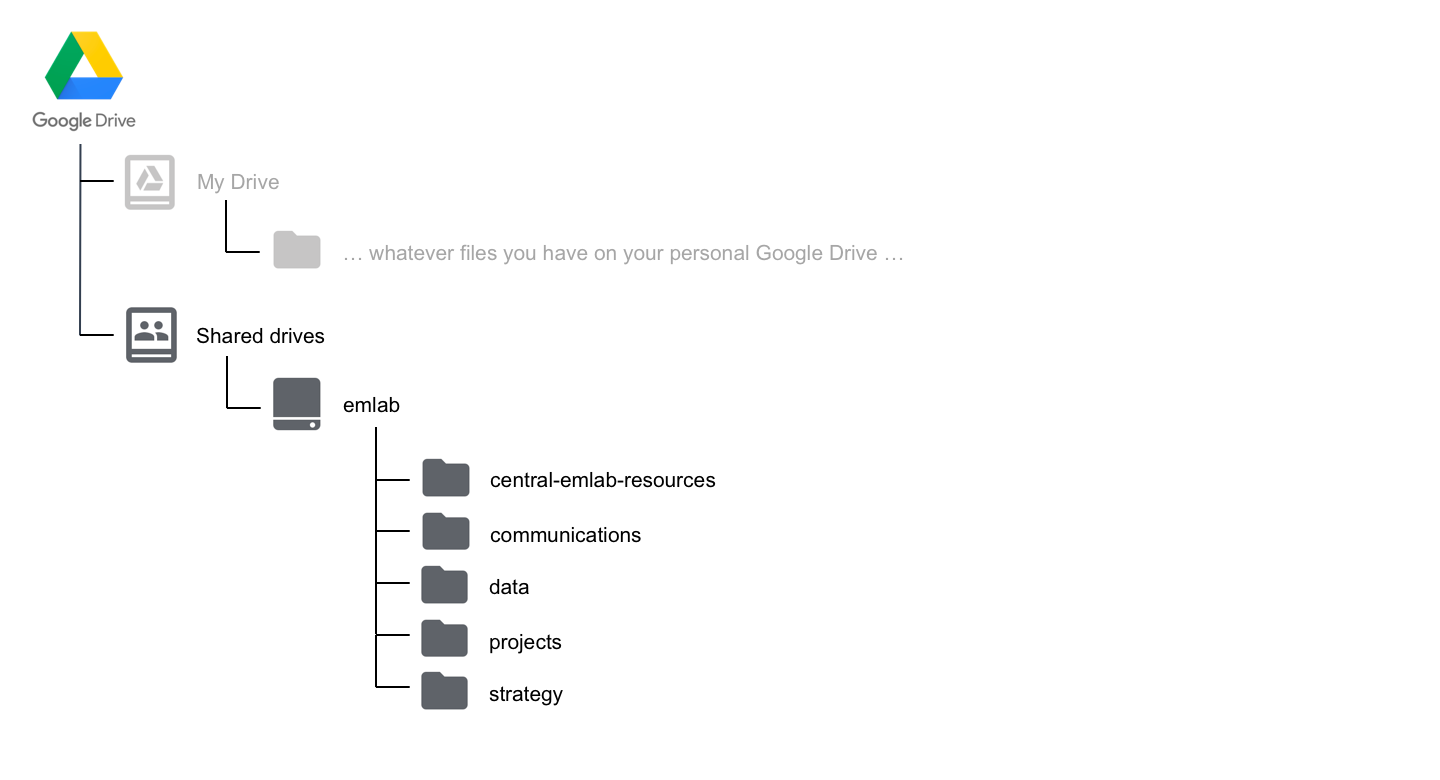 Google Drive
My Drive
… whatever files you have on your personal Google Drive …
Shared drives
emlab
central-emlab-resources
communications
data
projects
strategy